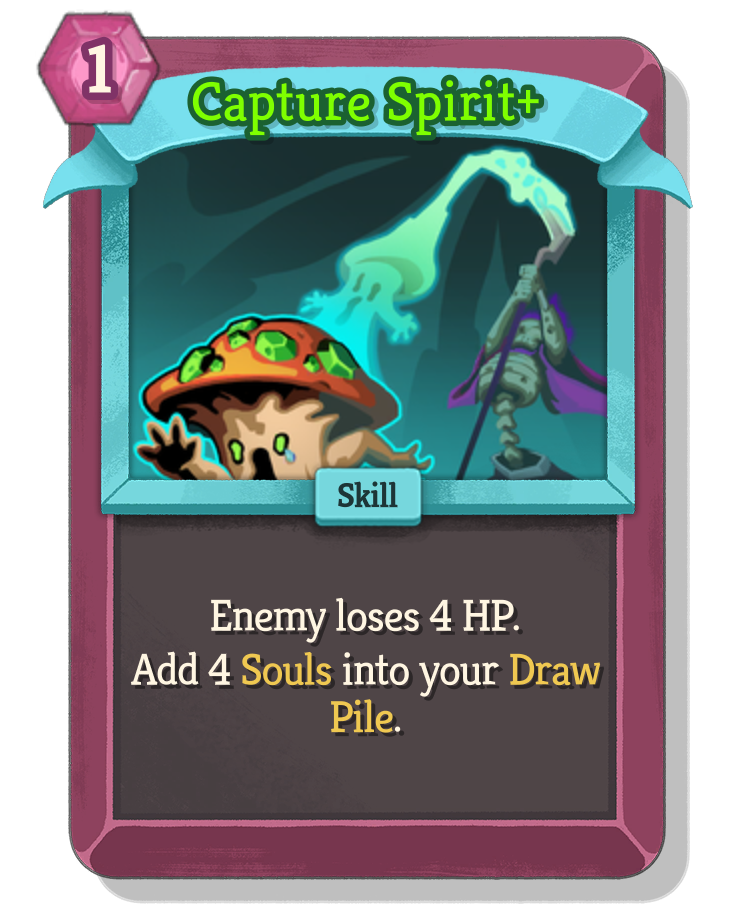 1
Capture Spirit+
Skill
Enemy loses 4 HP.
Add 4 Souls into your Draw
Pile.